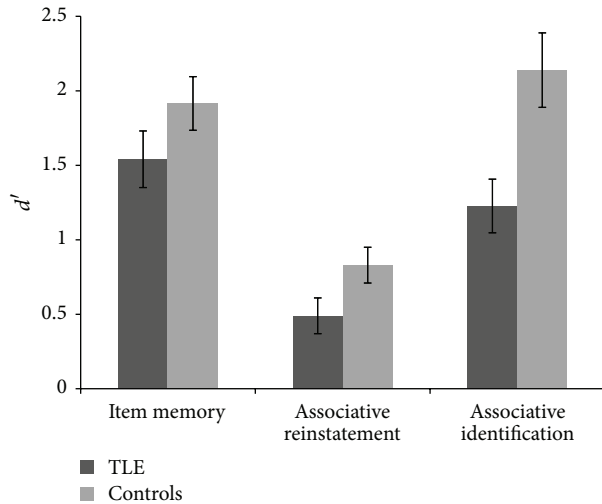 2.5
2
1.5
1
0.5
0
d′
Item memory
Associative
reinstatement
Associative
identification
TLE
Controls